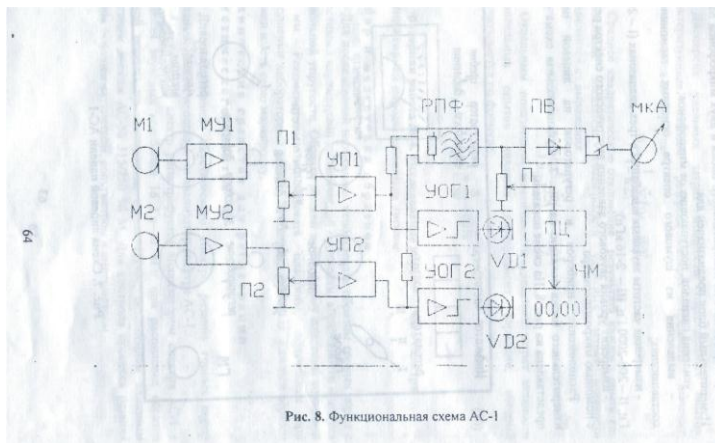 РПФ ПВ мкА
М1 МУ1 П1 УП1
П
УОГ1
М2 МУ2 ПЦ
VD1
УП2 УОГ2 ЧМ
П2
00,00
VD2
64
Рис. 8. Функциональная схема АС-1